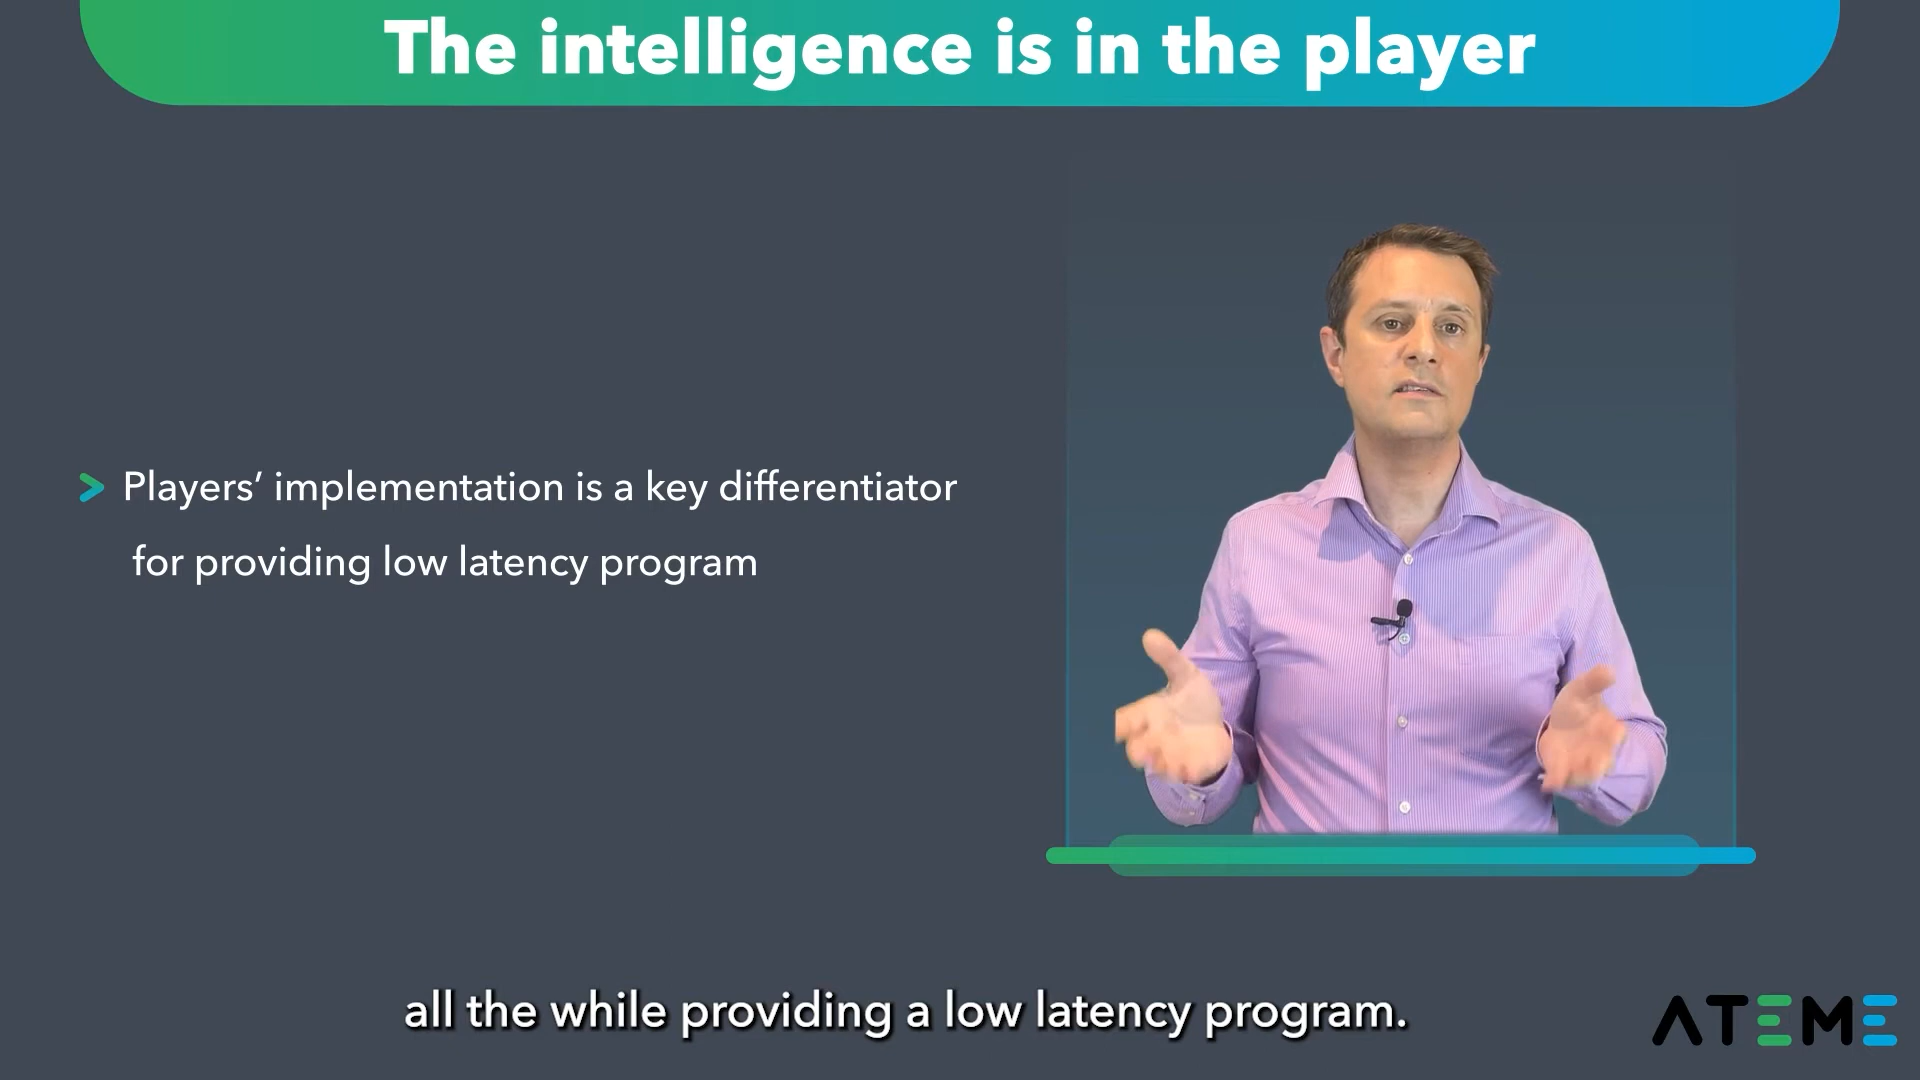 The intelligence is in the player
Players’ implementation is a key differentiator
for providing low latency program
all the while providing a low latency program.
ATEME